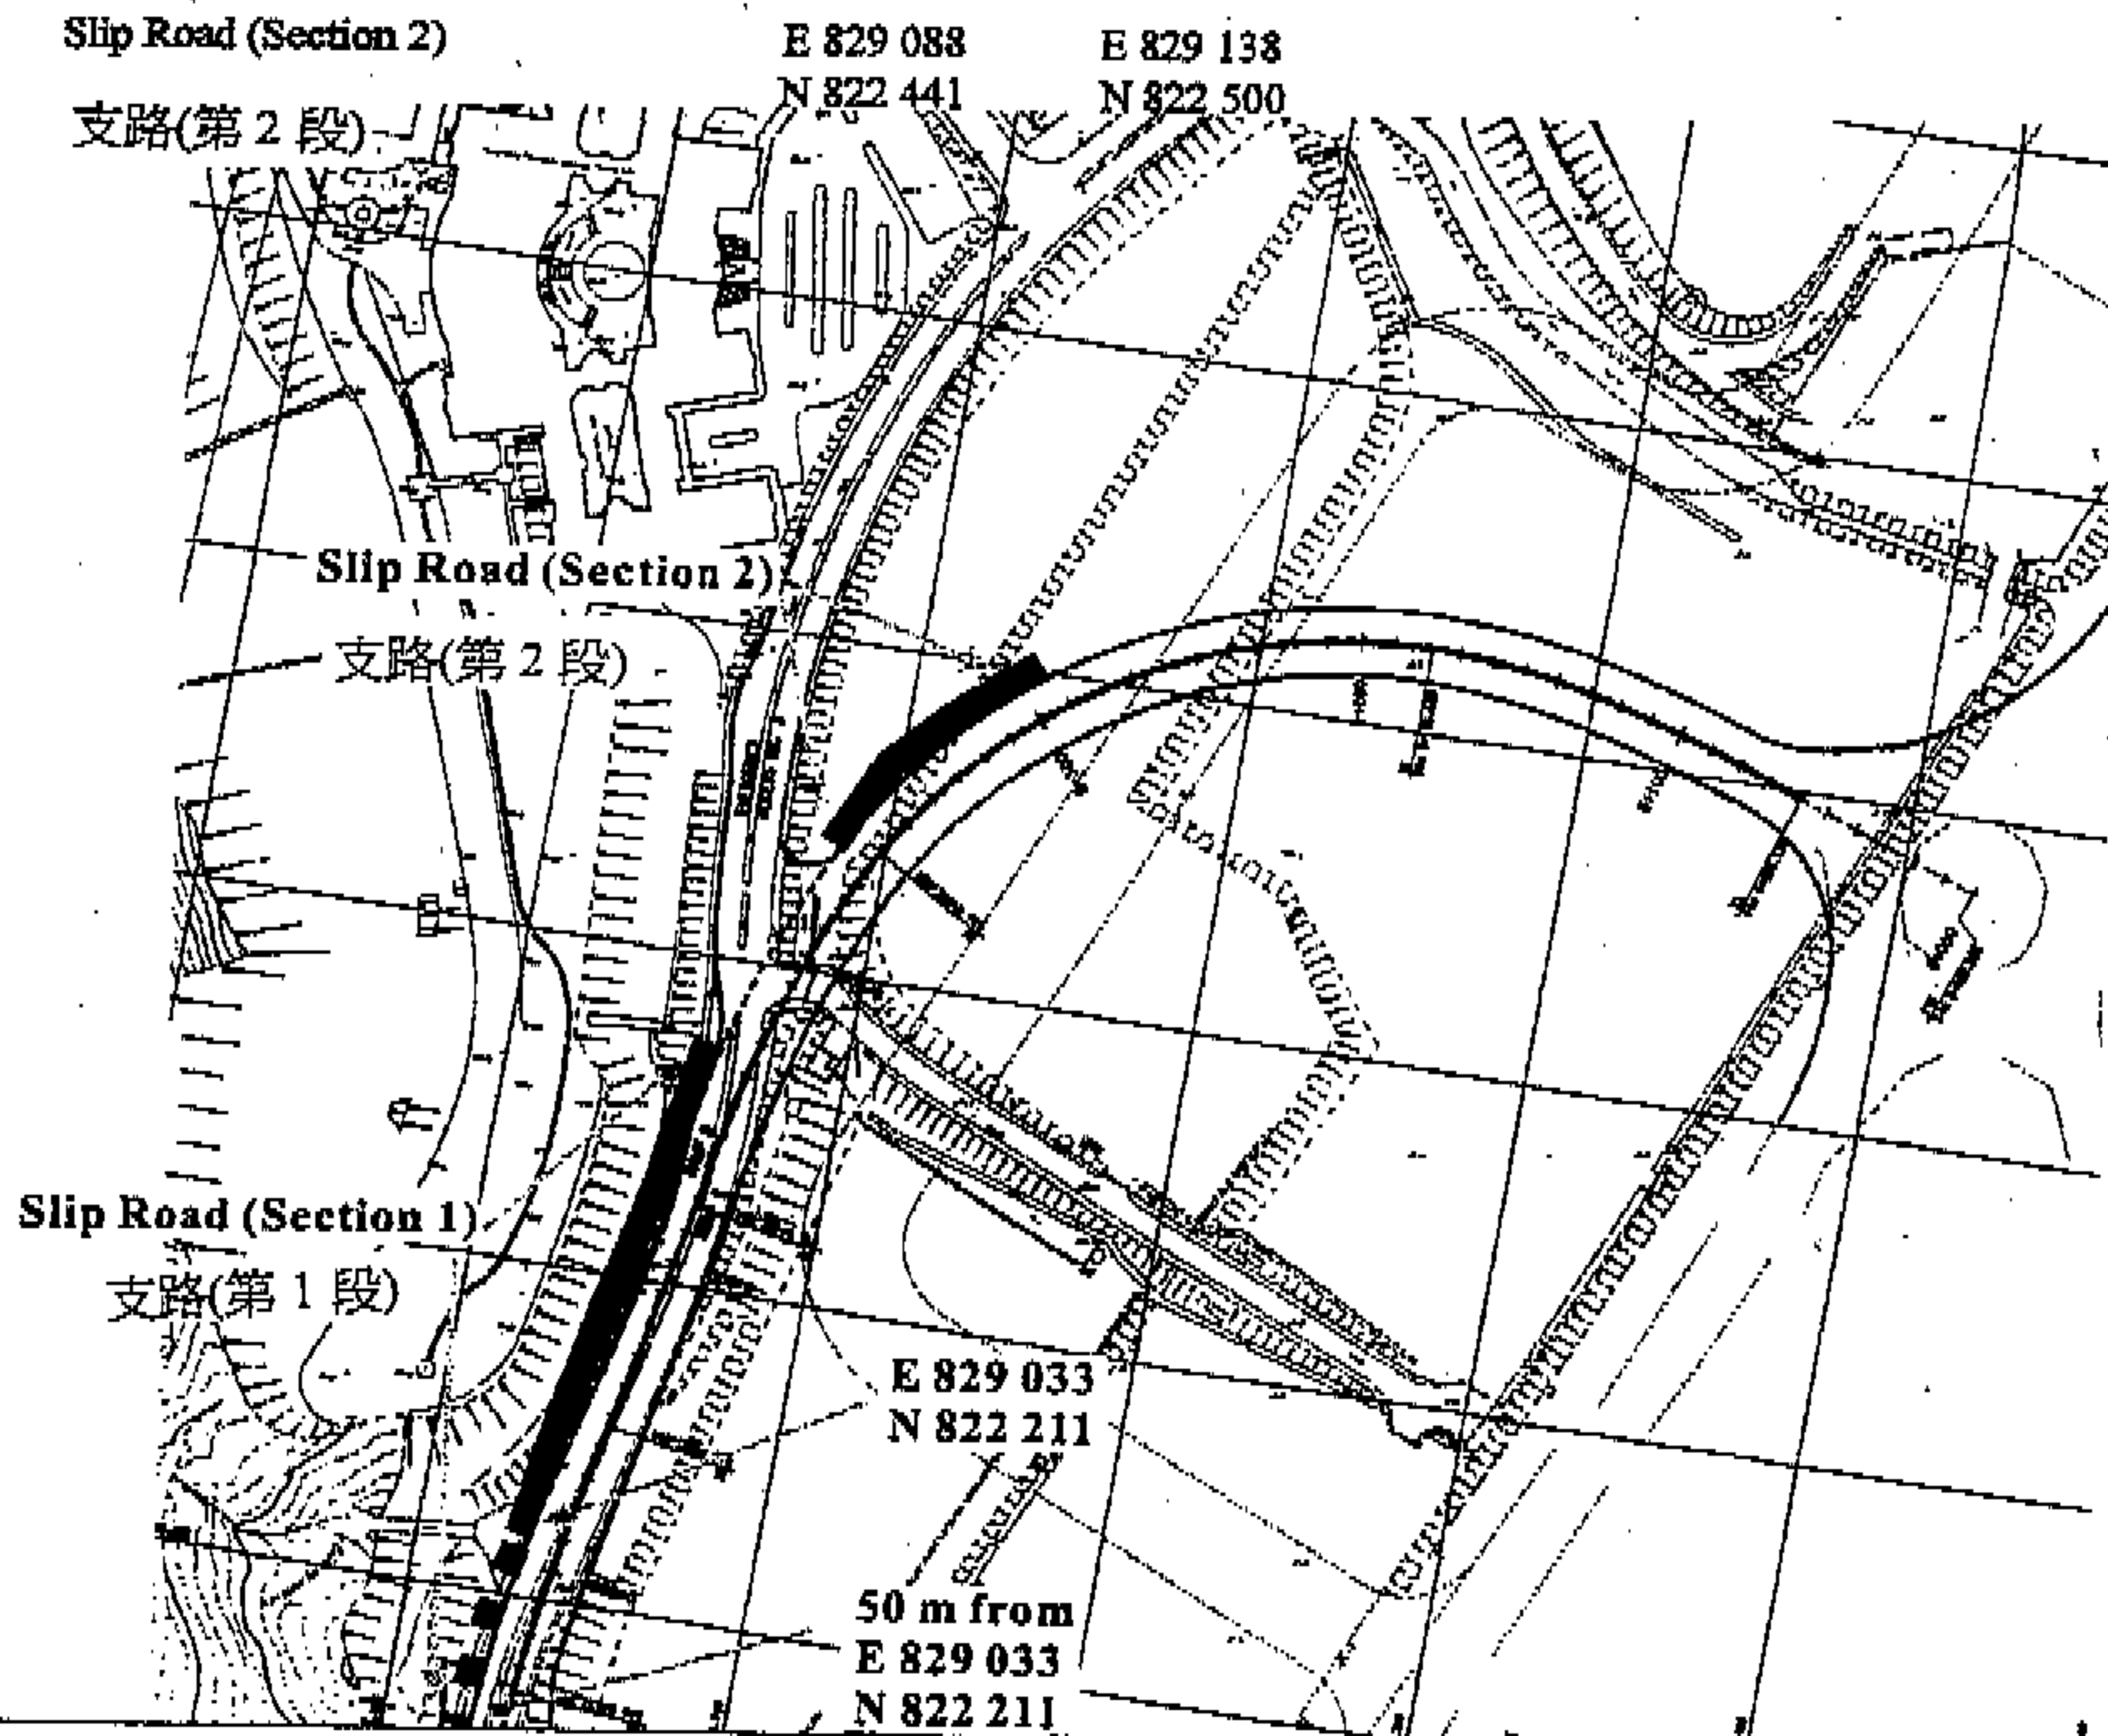 Slip Road (Section 2)
支路(第 2 段)
E 829 088
N 822 441
E 829 138
N 822 500
Slip Road (Section 2)
支路(第 2 段)
Slip Road (Section 1)
支路(第 1 段)
E 829 033
N 822 211
50 m from
E 829 033
N 822 211